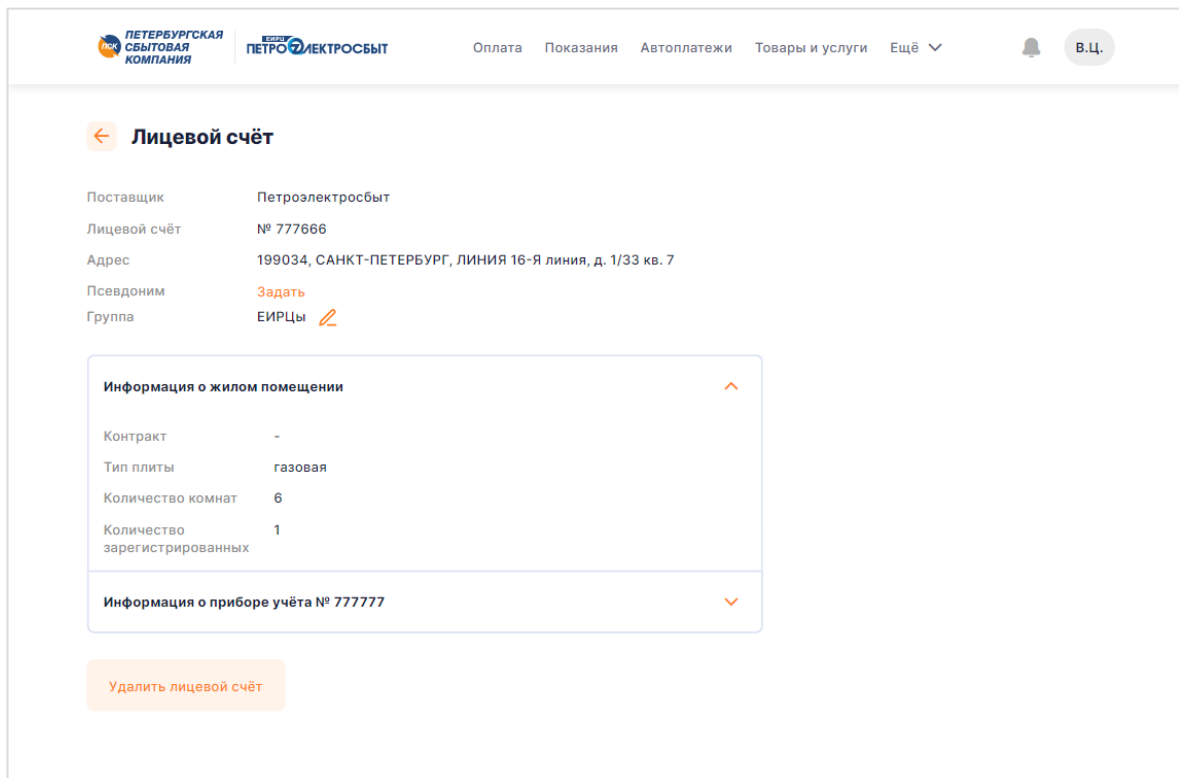 ПСК ПЕТЕРБУРГСКАЯ
СБЫТОВАЯ
КОМПАНИЯ
ЕИРЦ
ПЕТРОЭЛЕКТРОСБЫТ
Оплата Показания Автоплатежи Товары и услуги Ещё
В.Ц.
Лицевой счёт
Поставщик Петроэлектросбыт
Лицевой счёт № 777666
Адрес 199034, САНКТ-ПЕТЕРБУРГ, ЛИНИЯ 16-Я линия, д. 1/33 кв. 7
Псевдоним Задать
Группа ЕИРЦы
Информация о жилом помещении
Контракт -
Тип плиты газовая
Количество комнат 6
Количество 1
зарегистрированных
Информация о приборе учёта № 777777
Удалить лицевой счёт